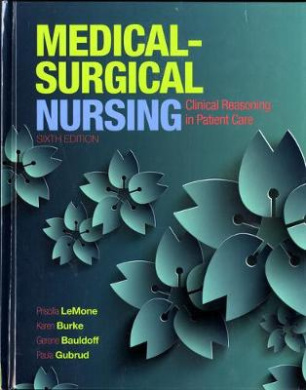 MEDICAL-
SURGICAL
NURSING
Clinical Reasoning
in Patient Care
SIXTH EDITION
Priscilla LeMone
Karen Burke
Gerene Bauldoff
Paula Gubrud